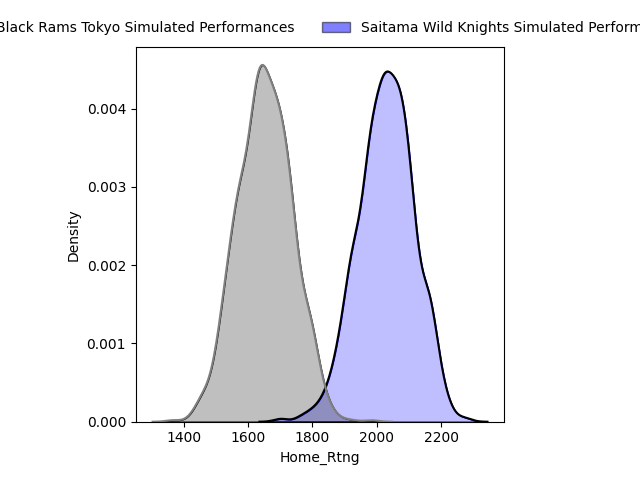 Black Rams Tokyo Simulated Performances Saitama Wild Knights Simulated Perform
0.004
0.003
0.002
0.001
0.000
Density
1400 1600 1800 2000 2200
Home_Rtng